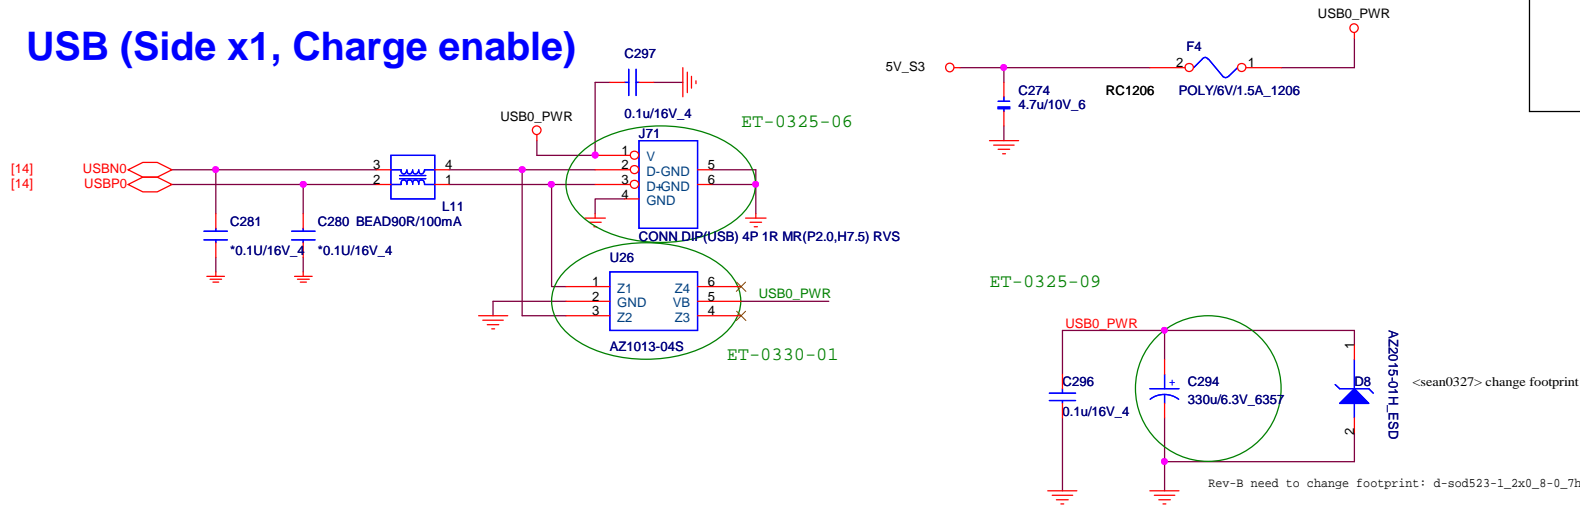 USB (Side x1, Charge enable)
USB0_PWR
F4
5V_S3
2
1
C274
4.7u/10V_6
RC1206
POLY/6V/1.5A_1206
C297
0.1u/16V_4
USB0_PWR
ET-0325-06
J71
1
V
[14]
USBN0
3
4
2
D-
GND
5
[14]
USBP0
2
1
3
D+
GND
6
4
GND
L11
C281
C280
BEAD90R/100mA
*0.1U/16V_4
*0.1U/16V_4
CONN DIP(USB) 4P 1R MR(P2.0,H7.5) RVS
U26
1
Z1
Z4
6
2
GND
VB
5
USB0_PWR
3
Z2
Z3
4
AZ1013-04S
ET-0330-01
ET-0325-09
USB0_PWR
1
AZ2015-01H_ESD
C296
0.1u/16V_4
+
C294
330u/6.3V_6357
D8
2
<sean0327> change footprint
Rev-B need to change footprint: d-sod523-1_2x0_8-0_7h